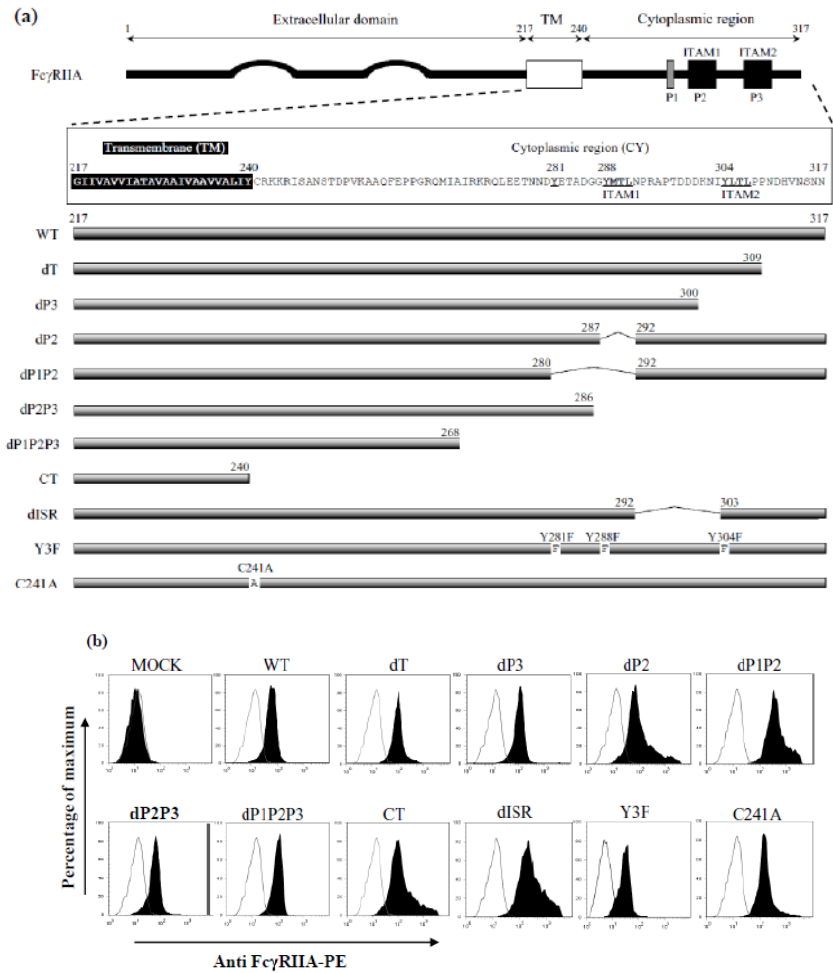 (a)
Extracellular domain TM Cytoplasmic region
1 217 240 317
ITAM1 ITAM2
FcγRIIA
P1 P2 P3
Transmembrane (TM) Cytoplasmic region (CY)
217 240 281 288 304 317
GIIVAVVIATAVAAIVAAVVALIYCRKKRISANSTDPVKAAQFEPPGRQMIAIRKRQLEETNNDYETADGGYMTLNPRAPTDDDKNIYLTLPPNDHVNSNN
ITAM1 ITAM2
217 317
WT
309
dT
300
dP3
287 292
dP2
280 292
dP1P2
286
dP2P3
268
dP1P2P3
240
CT
292 303
dISR
Y281F Y288F Y304F
Y3F F F F
C241A
C241A A
(b)
MOCK WT dT dP3 dP2 dP1P2
dP2P3 dP1P2P3 CT dISR Y3F C241A
Percentage of maximum
Anti FcγRIIA-PE